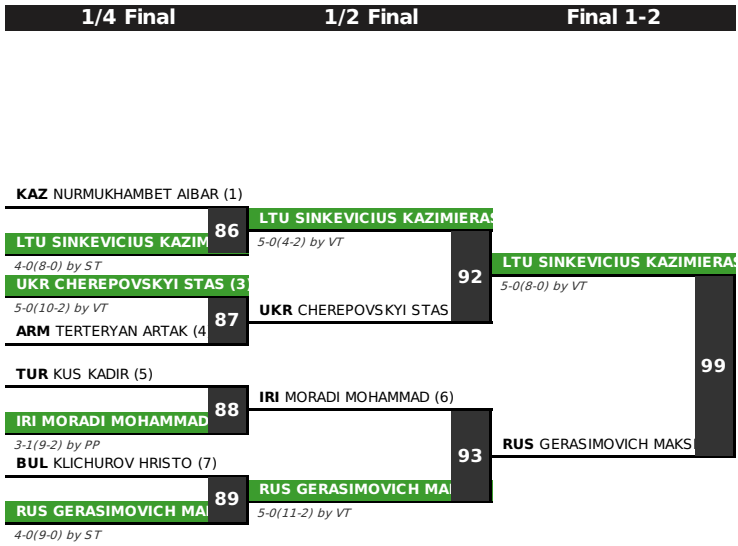 1/4 Final
1/2 Final
Final 1-2
KAZ NURMUKHAMBET AIBAR (1)
86
LTU SINKEVICIUS KAZIM
4-0(8-0) by ST
UKR CHEREPOVSKYI STAS (3)
5-0(10-2) by VT
87
ARM TERTERYAN ARTAK (4
TUR KUS KADIR (5)
88
IRI MORADI MOHAMMAD
3-1(9-2) by PP
BUL KLICHUROV HRISTO (7)
89
RUS GERASIMOVICH MA
4-0(9-0) by ST
LTU SINKEVICIUS KAZIMIERAS
5-0(4-2) by VT
92
UKR CHEREPOVSKYI STAS
IRI MORADI MOHAMMAD (6)
93
RUS GERASIMOVICH MA
5-0(11-2) by VT
LTU SINKEVICIUS KAZIMIERAS
5-0(8-0) by VT
99
RUS GERASIMOVICH MAKS